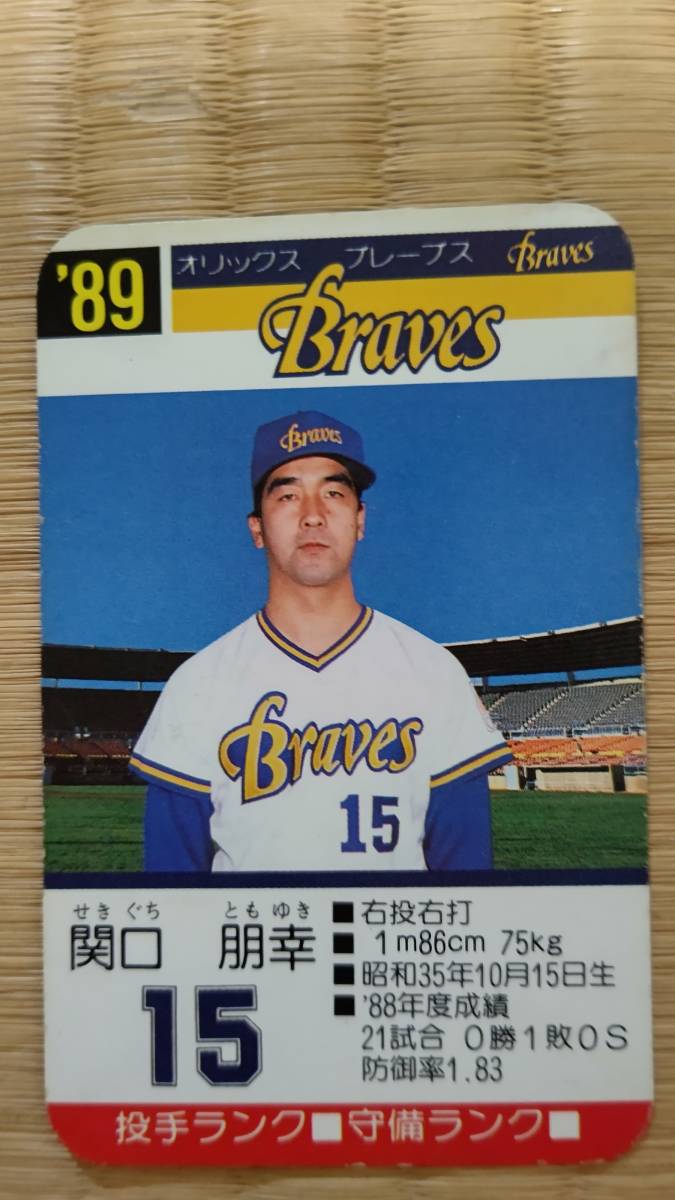 '89
オリックス ブレーブス Braves
Braves
Braves
Braves
15
せきぐち ともゆき
関口 朋幸
15
■右投右打
■1m86cm 75kg
■昭和35年10月15日生
■'88年度成績
21試合 0勝1敗0S
防御率1.83
投手ランク□守備ランク□